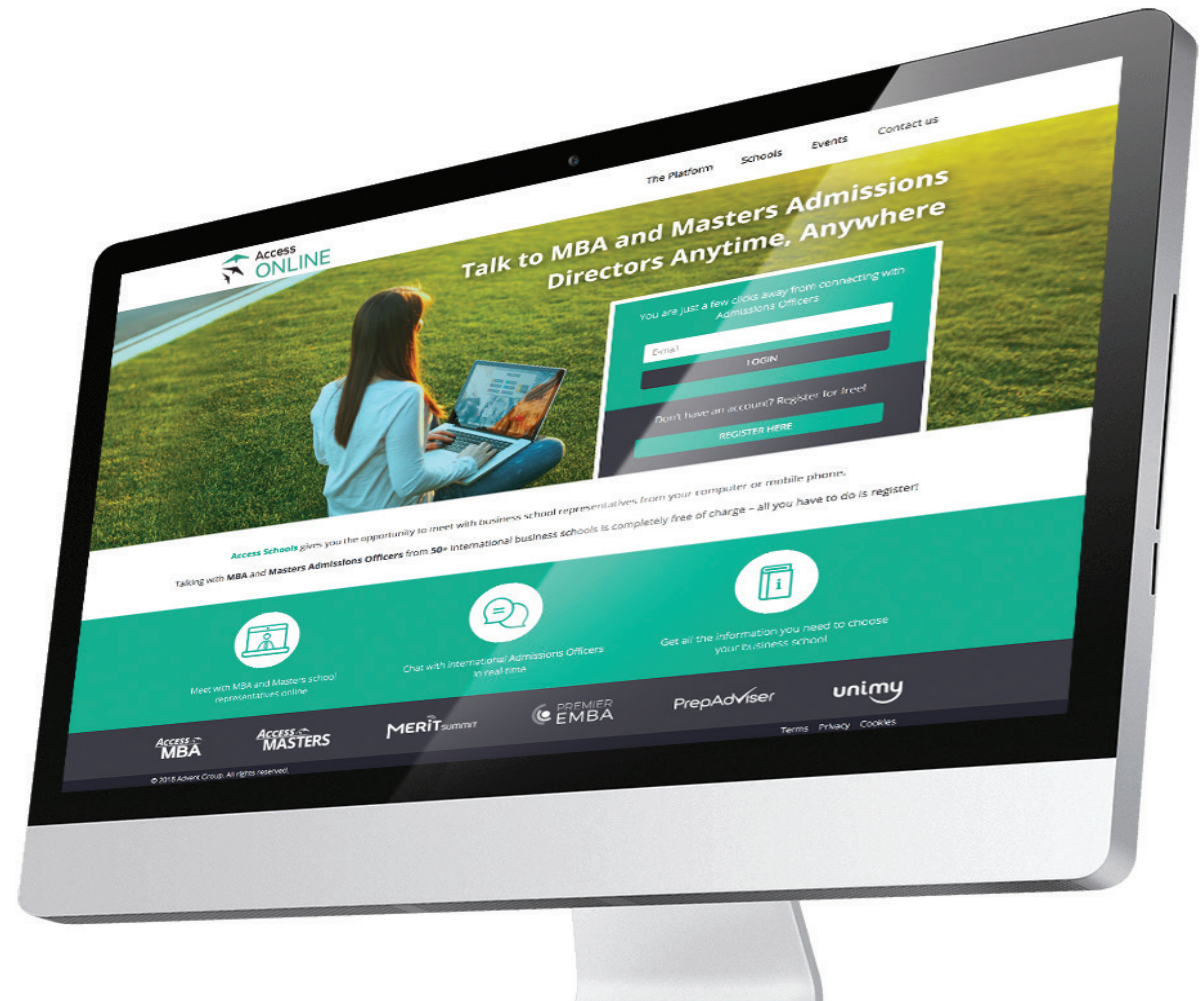 The Platform Schools Events Contact us
Access
ONLINE
Talk to MBA and Masters Admissions
Directors Anytime, Anywhere
You are just a few clicks away from connecting with
Admissions Officers
E-mail
LOGIN
Don't have an account? Register for free!
REGISTER HERE
Access Schools gives you the opportunity to meet with business school representatives from your computer or mobile phone.
Talking with MBA and Masters Admissions Officers from 50+ international business schools is completely free of charge – all you have to do is register!
Meet with MBA and Masters school
representatives online
Chat with international Admissions Officers
in real time
Get all the information you need to choose
your business school
Access
MBA
Access
MASTERS
MERIT SUMMIT
PREMIER
EMBA
PrepAdviser
unimy
© 2018 Advent Group. All rights reserved.
Terms Privacy Cookies